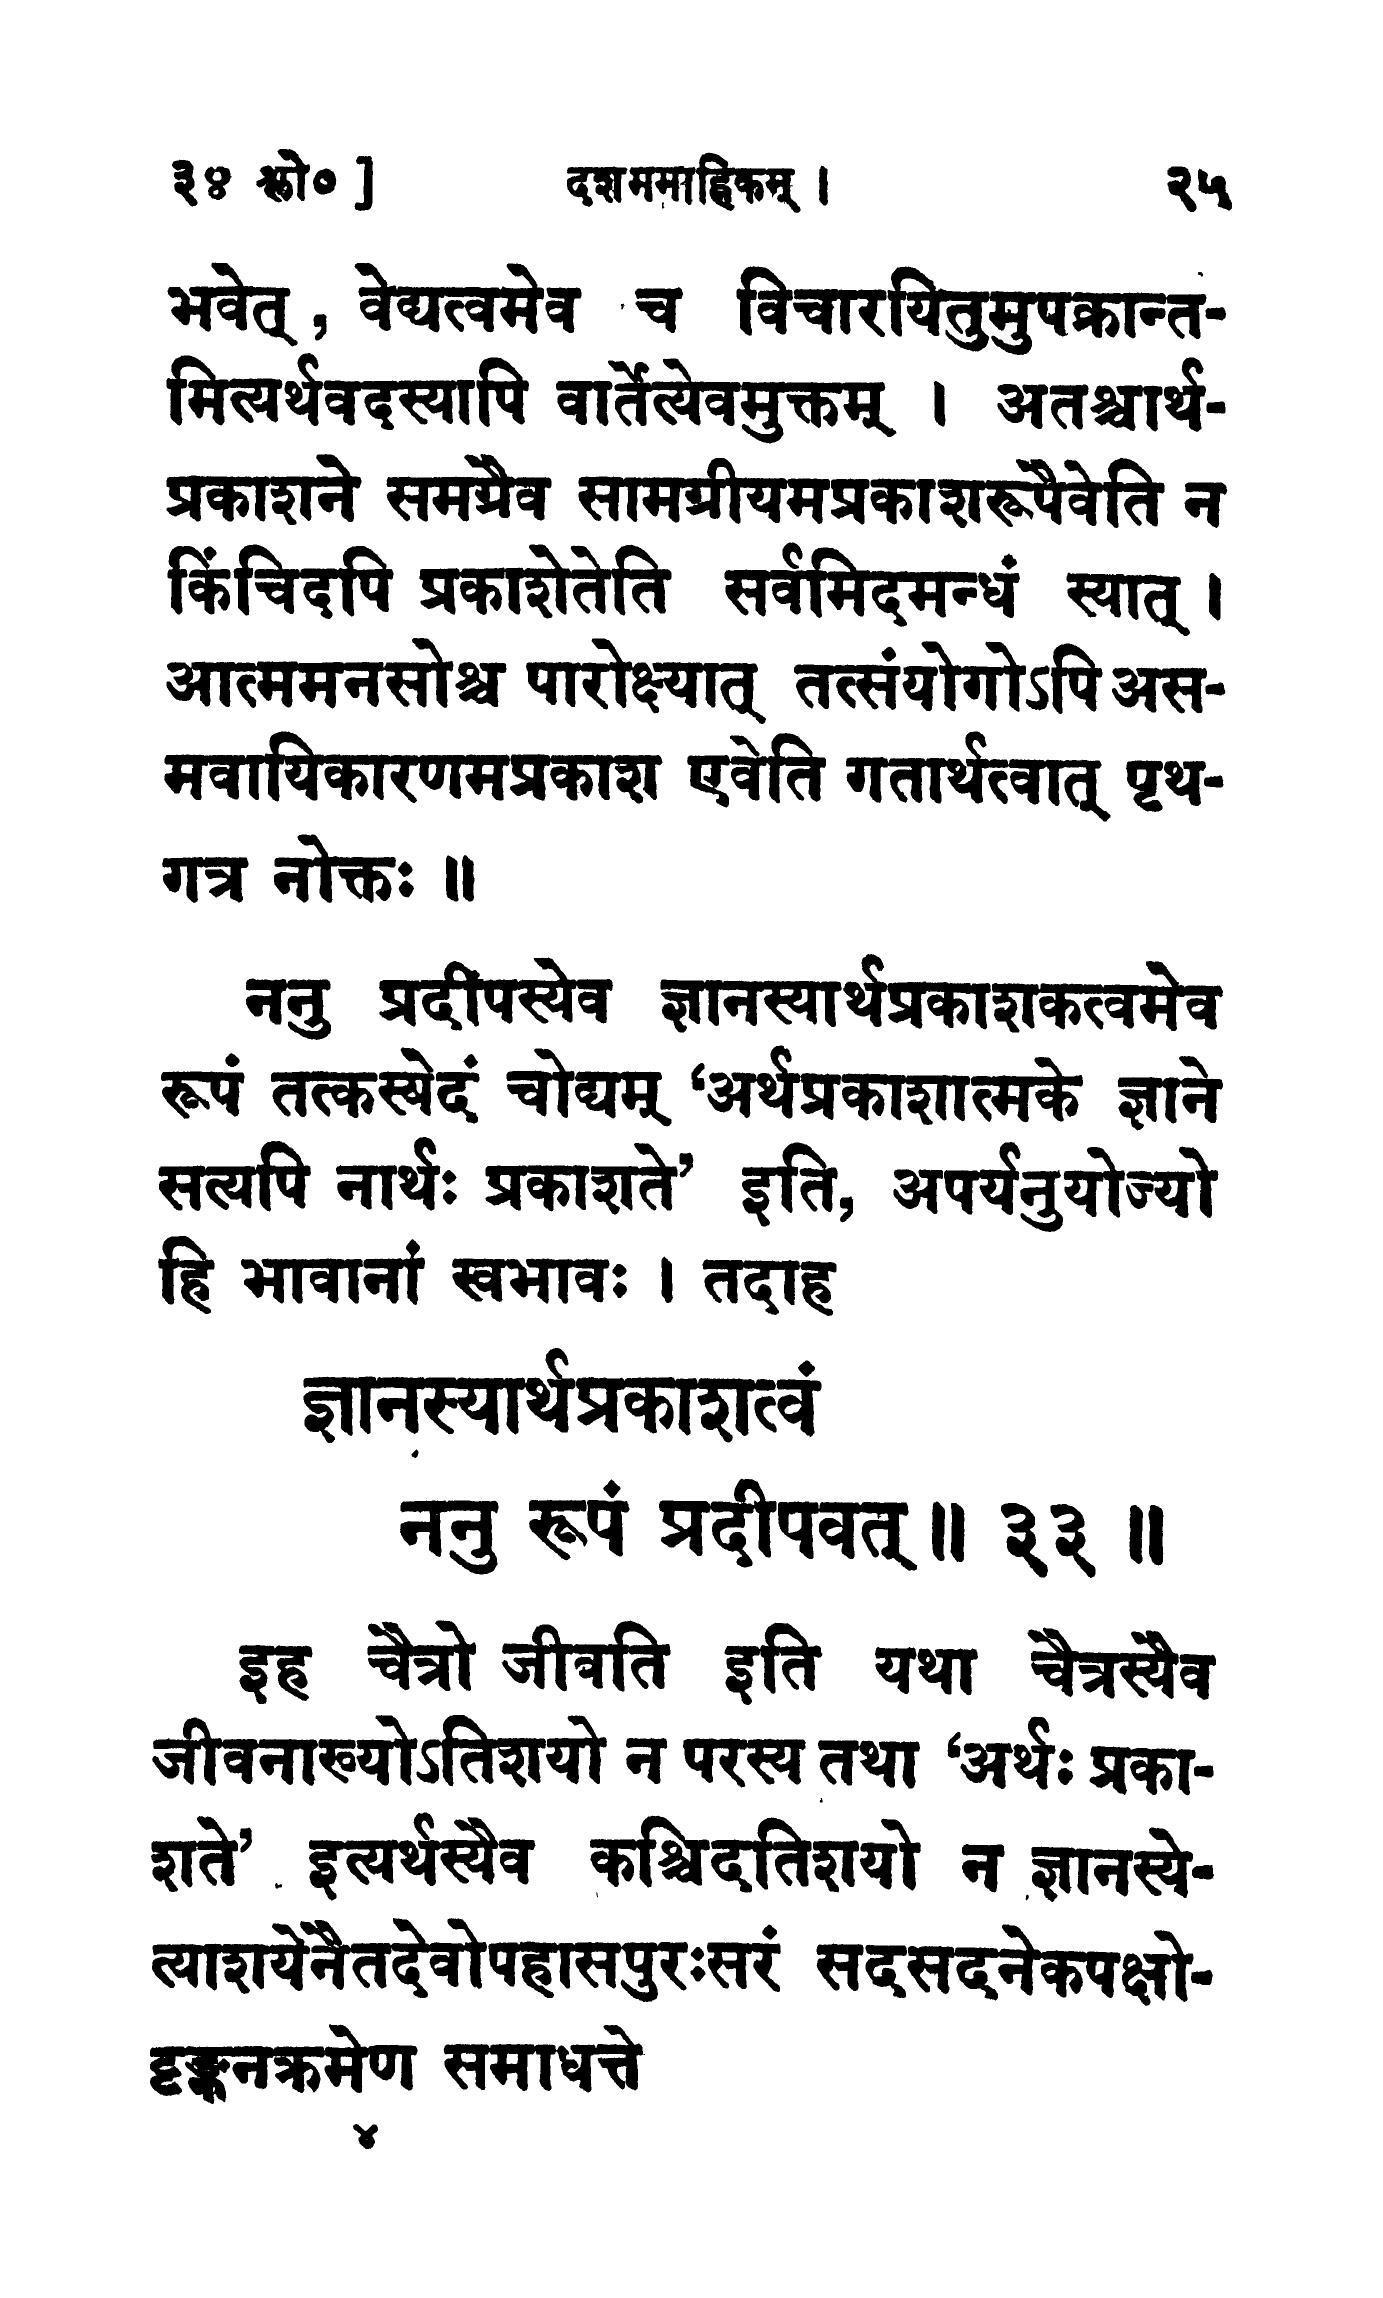 ३४ श्लो० ]
दशममाह्निकम् ।
२५
भवेत् , वेद्यत्वमेव च विचारयितुमुपक्रान्त-
मित्यर्थवदस्यापि वार्तेत्येवमुक्तम् । अतश्चार्थ-
प्रकाशने समग्रैव सामग्रीयमप्रकाशरूपैवेति न
किंचिदपि प्रकाशेतेति सर्वमिदमन्धं स्यात् ।
आत्ममनसोश्च पारोक्ष्यात् तत्संयोगोऽपि अस-
मवायिकारणमप्रकाश एवेति गतार्थत्वात् पृथ-
गत्र नोक्तः ॥
ननु प्रदीपस्येव ज्ञानस्यार्थप्रकाशकत्वमेव
रूपं तत्कस्येदं चोद्यम् ‘अर्थप्रकाशात्मके ज्ञाने
सत्यपि नार्थः प्रकाशते’ इति, अपर्यनुयोज्यो
हि भावानां स्वभावः । तदाह
ज्ञानस्यार्थप्रकाशत्वं
ननु रूपं प्रदीपवत् ॥ ३३ ॥
इह चैत्रो जीवति इति यथा चैत्रस्यैव
जीवनाख्योऽतिशयो न परस्य तथा ‘अर्थः प्रका-
शते’ इत्यर्थस्यैव कश्चिदतिशयो न ज्ञानस्ये-
त्याशयेनैतदेवोपहासपुरःसरं सदसदनेकपक्षो-
ट्टङ्कनक्रमेण समाधत्ते
४